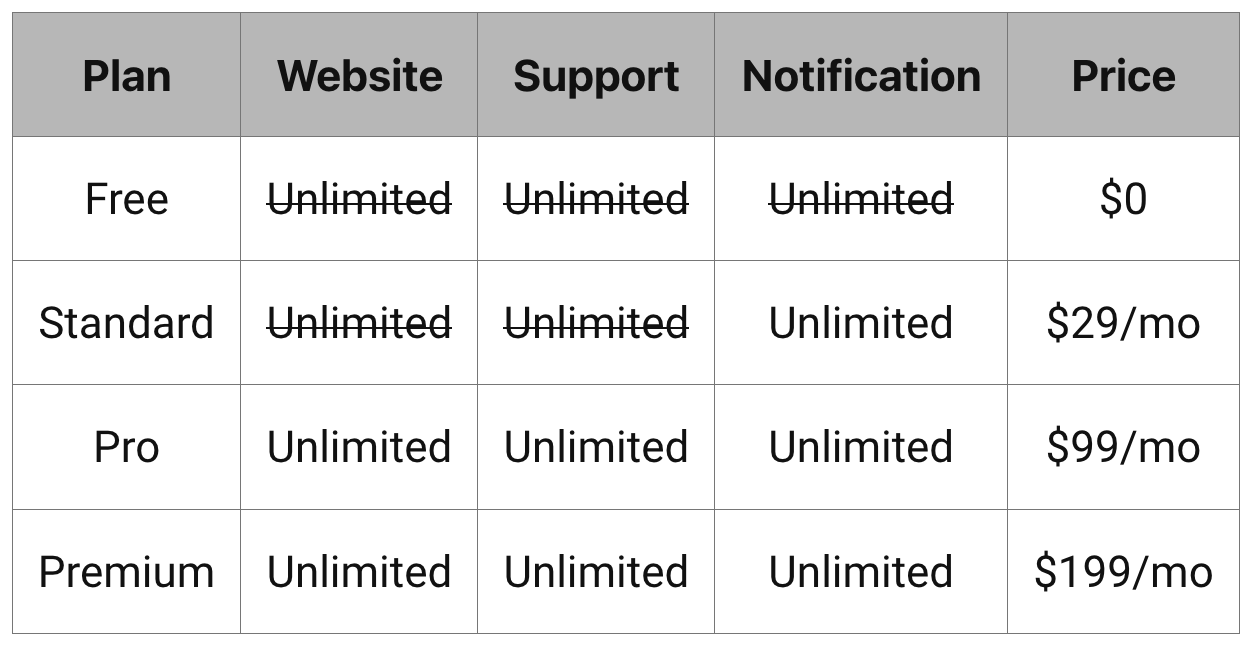 Plan Website Support Notification Price
Free ~~Unlimited~~ ~~Unlimited~~ ~~Unlimited~~ $0
Standard ~~Unlimited~~ ~~Unlimited~~ Unlimited $29/mo
Pro Unlimited Unlimited Unlimited $99/mo
Premium Unlimited Unlimited Unlimited $199/mo